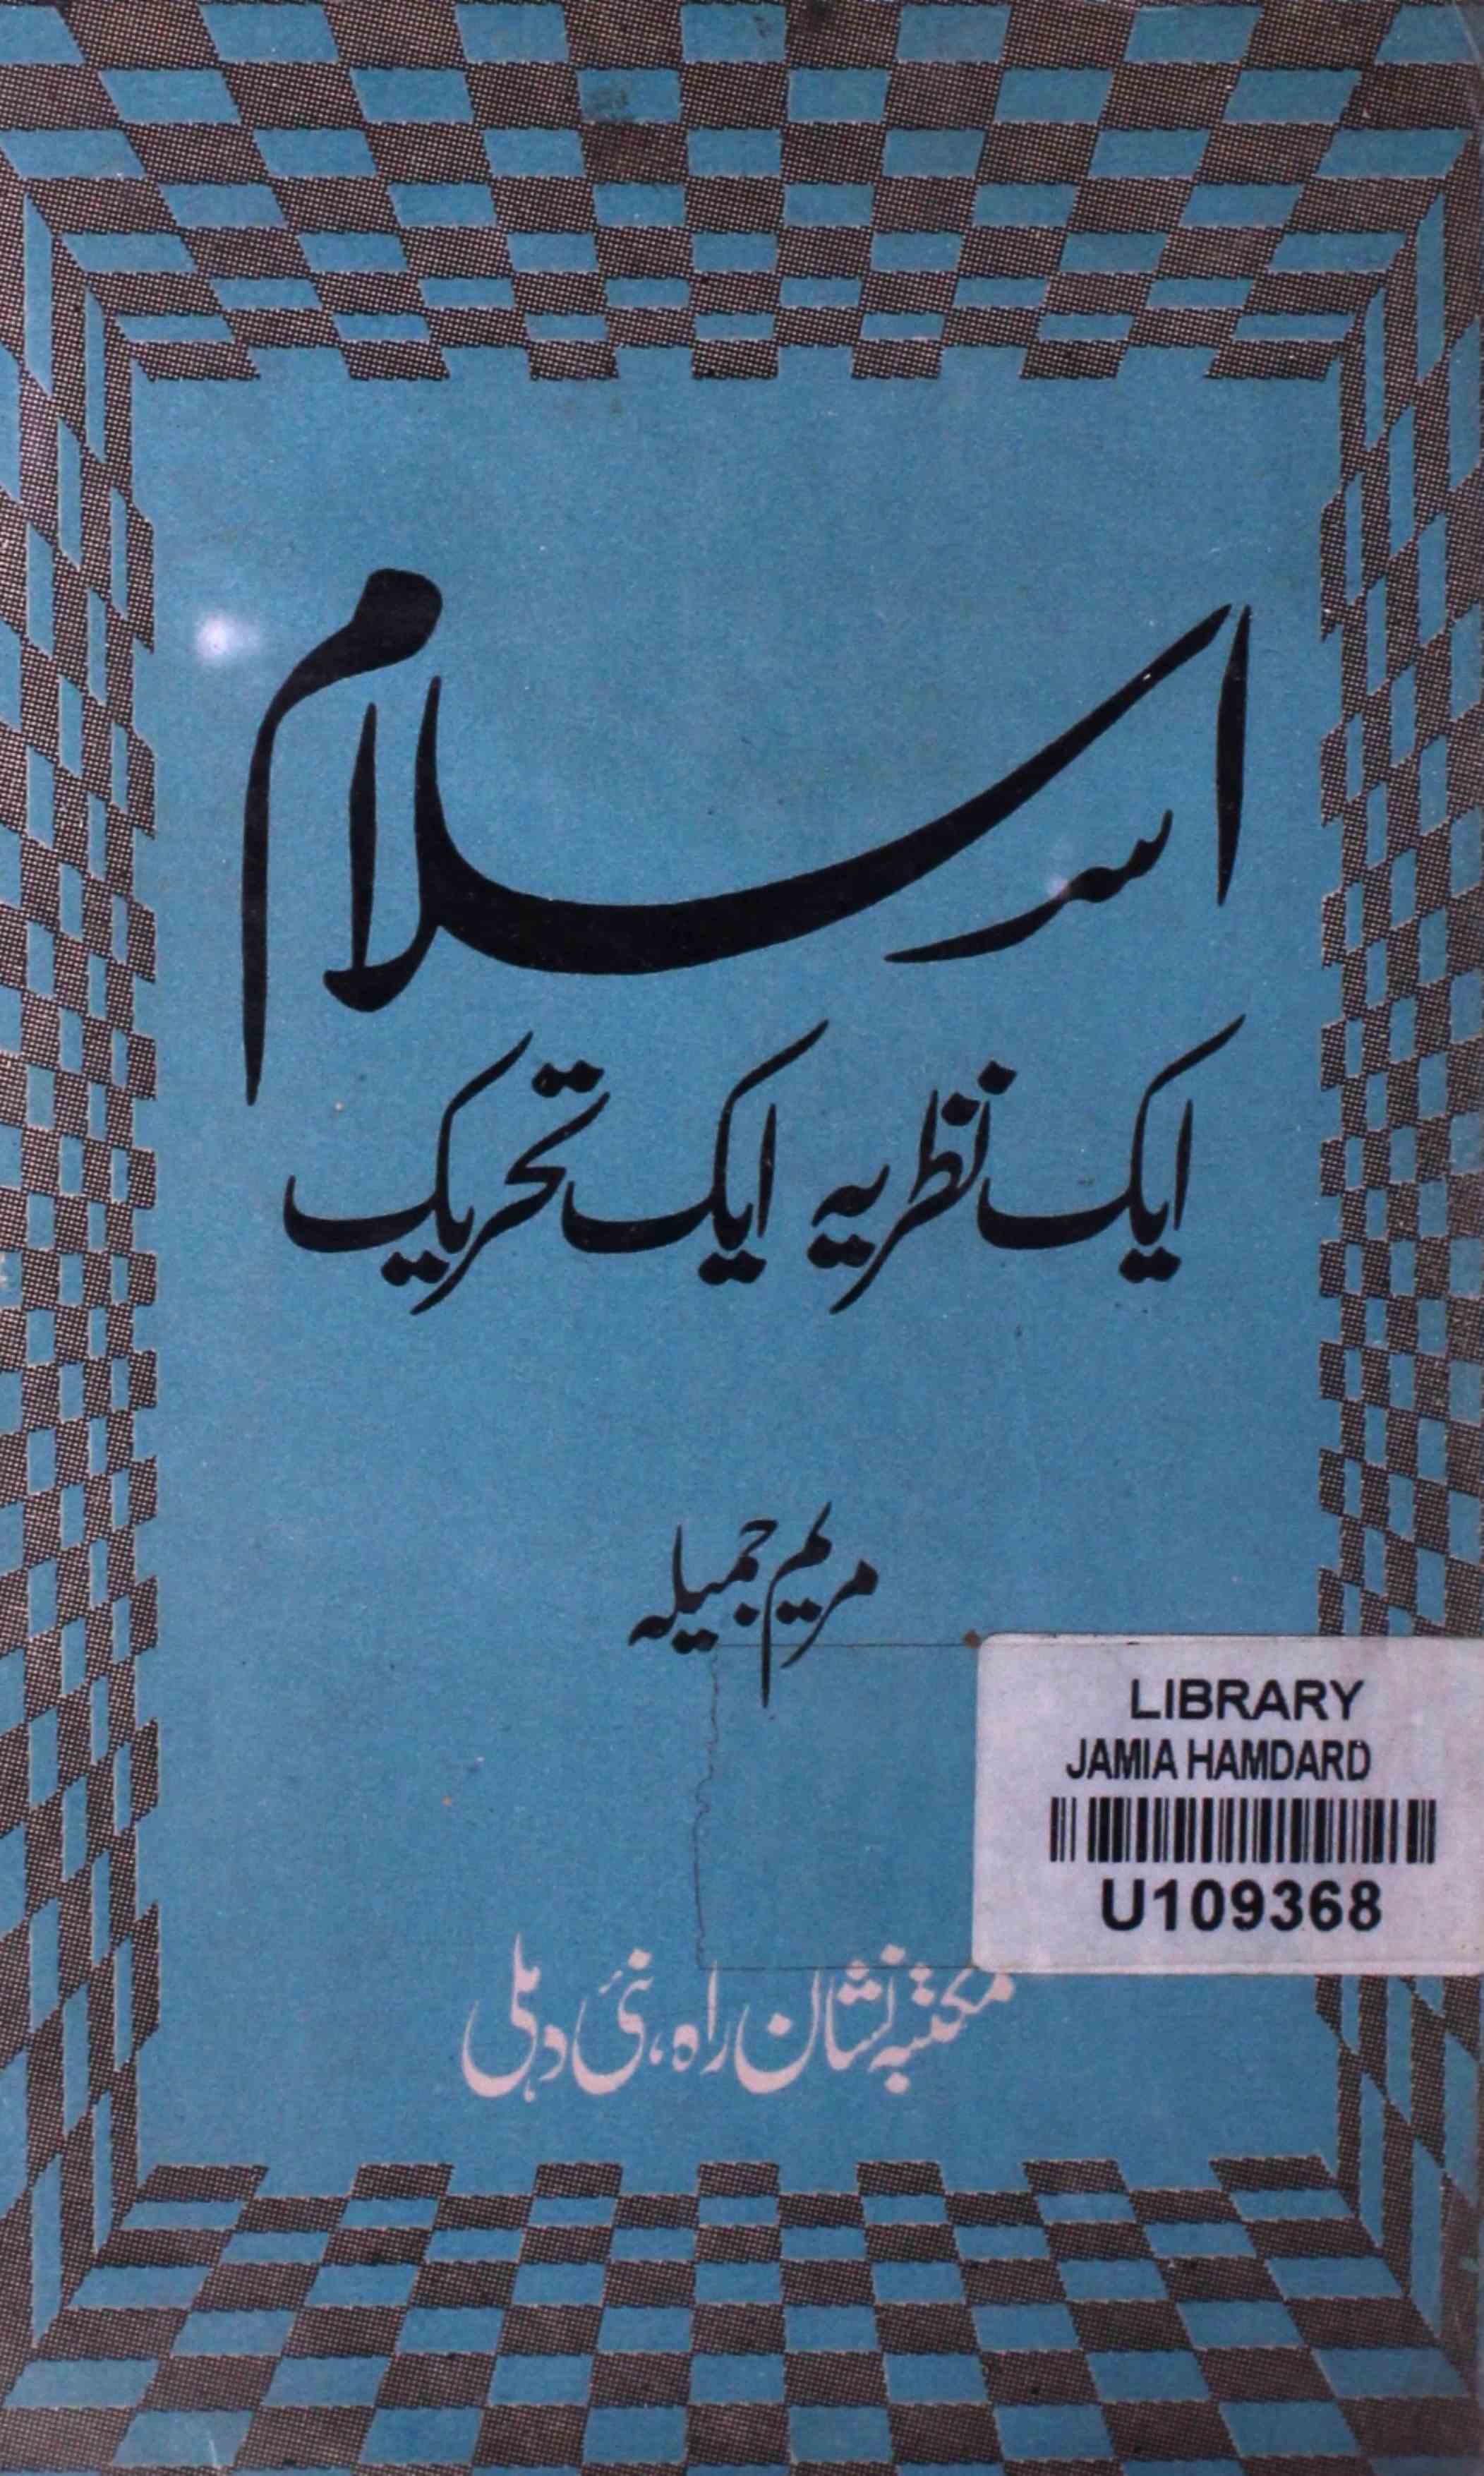 اسلام
ایک نظریہ ایک تحریک
مریم جمیلہ
LIBRARY
JAMIA HAMDARD
U109368
مکتبہ نشان راہ، نئی دہلی